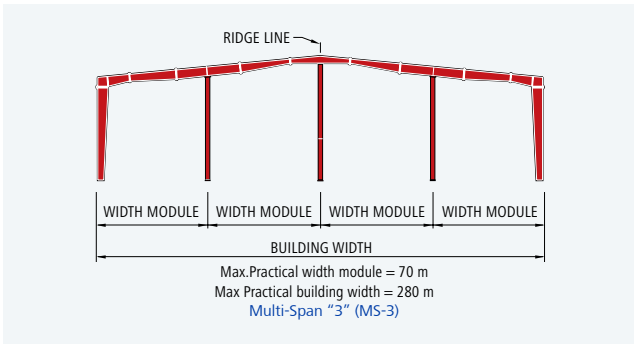 RIDGE LINE
WIDTH MODULE WIDTH MODULE WIDTH MODULE WIDTH MODULE
BUILDING WIDTH
Max.Practical width module = 70 m
Max Practical building width = 280 m
Multi-Span “3” (MS-3)